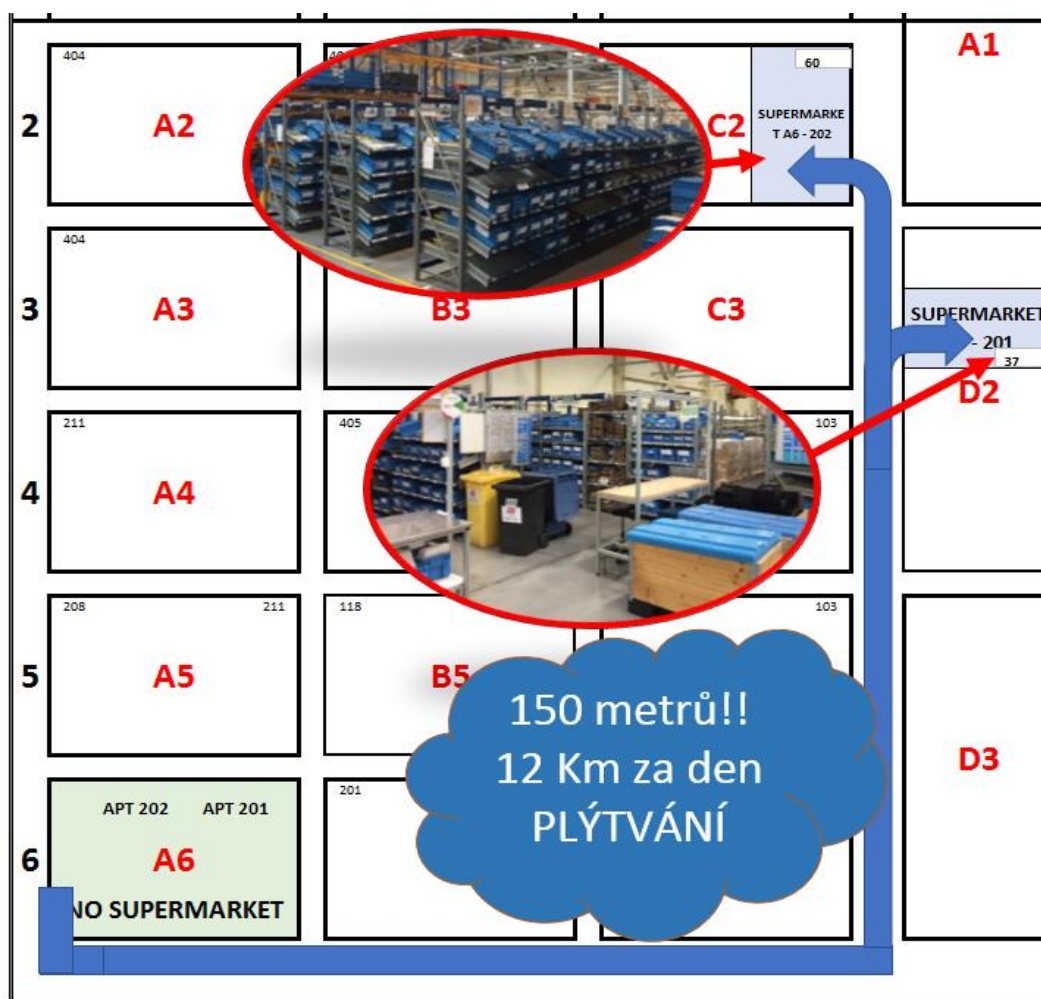 A1
404
60
2
A2
C2
SUPERMARKE
T A6 - 202
404
3
A3
B3
C3
SUPERMARKET
- 201
37
D2
211
405
103
4
A4
208
211
118
103
5
A5
B5
150 metrů!!
12 Km za den
PLÝTVÁNÍ
D3
APT 202
APT 201
201
6
A6
NO SUPERMARKET